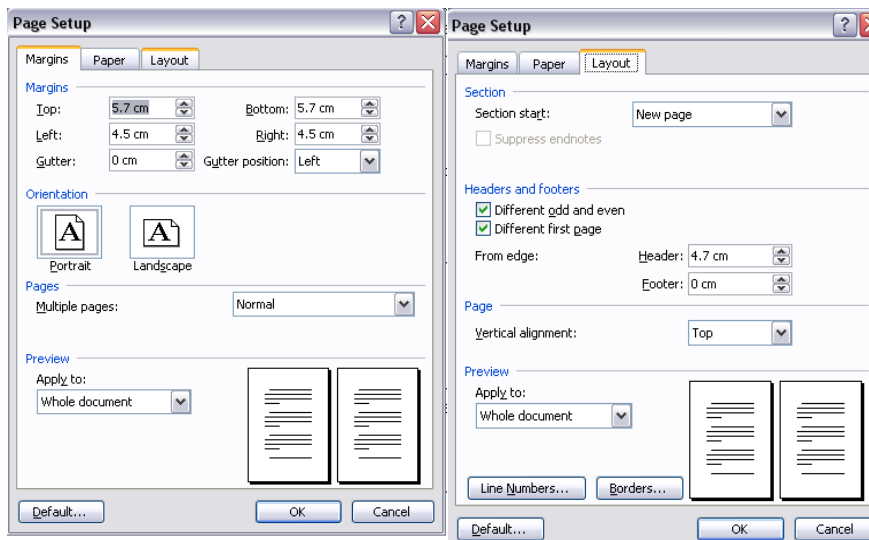 Page Setup
Margins Paper Layout
Margins
Top: 5.7 cm Bottom: 5.7 cm
Left: 4.5 cm Right: 4.5 cm
Gutter: 0 cm Gutter position: Left
Orientation
A A
Portrait Landscape
Pages
Multiple pages: Normal
Preview
Apply to:
Whole document
Default... OK Cancel
Page Setup
Margins Paper Layout
Section
Section start: New page
Suppress endnotes
Headers and footers
Different odd and even
Different first page
From edge: Header: 4.7 cm
Footer: 0 cm
Page
Vertical alignment: Top
Preview
Apply to:
Whole document
Line Numbers... Borders...
Default... OK Cancel